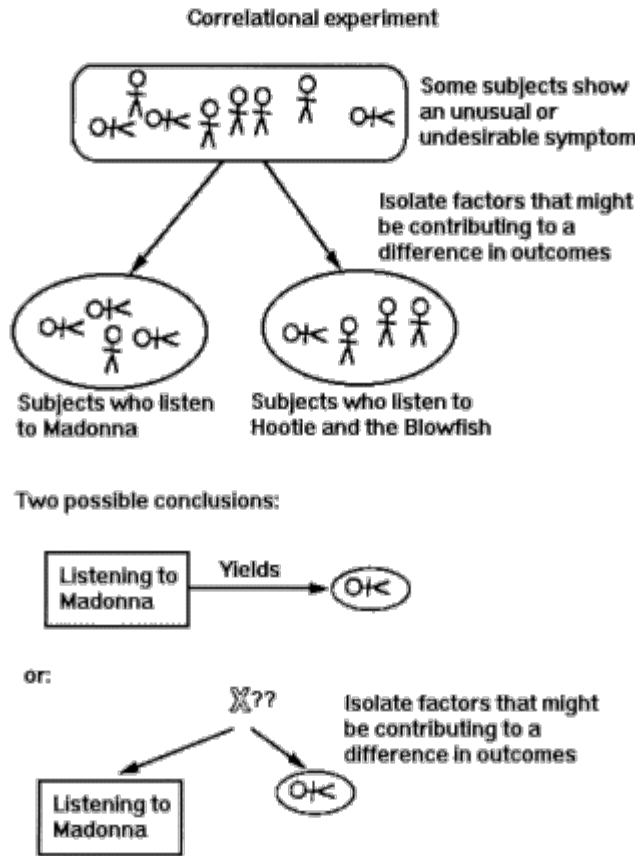 Correlational experiment
Some subjects show
an unusual or
undesirable symptom
Isolate factors that might
be contributing to a
difference in outcomes
Subjects who listen
to Madonna
Subjects who listen to
Hootie and the Blowfish
Two possible conclusions:
Listening to
Madonna
Yields
or:
X??
Isolate factors that might
be contributing to a
difference in outcomes
Listening to
Madonna